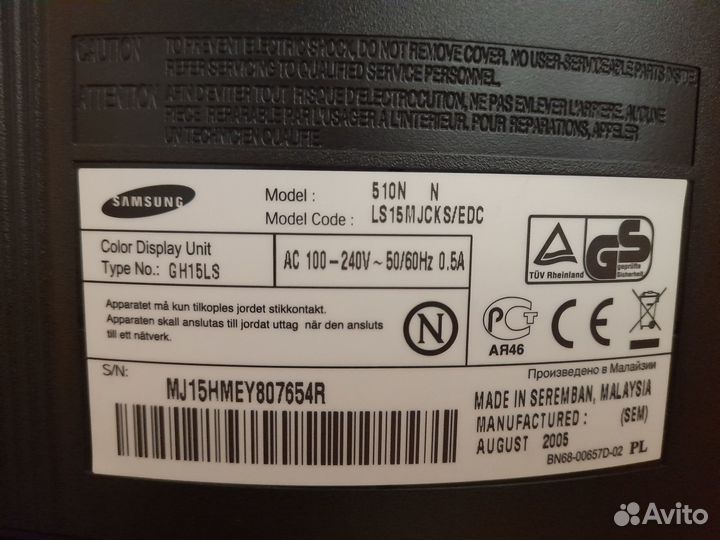 CAUTION TO PREVENT ELECTRIC SHOCK, DO NOT REMOVE COVER. NO USER-SERVICEABLE PARTS INSIDE.
REFER SERVICING TO QUALIFIED SERVICE PERSONNEL.
ATTENTION AFIN D'EVITER TOUT RISQUE D'ELECTROCUTION, NE PAS ENLEVER L'ARRIERE. AUCUNE
PIECE REPARABLE PAR L'USAGER A L'INTERIEUR. POUR REPARATIONS, APPELER
UN TECHNICIEN QUALIFIE.
SAMSUNG
Model : 510N N
Model Code : LS15MJCKS/EDC
Color Display Unit
Type No.: GH15LS
AC 100-240V~50/60Hz 0.5A
TÜV Rheinland
GS
geprüfte
Sicherheit
Apparatet må kun tilkoples jordet stikkontakt.
Apparaten skall anslutas till jordat uttag när den ansluts
till ett nätverk.
N
РСТ
АЯ46
CE
S/N:
MJ15HMEY807654R
Произведено в Малайзии
MADE IN SEREMBAN, MALAYSIA
MANUFACTURED : (SEM)
AUGUST 2005
BN68-00657D-02 PL
Avito